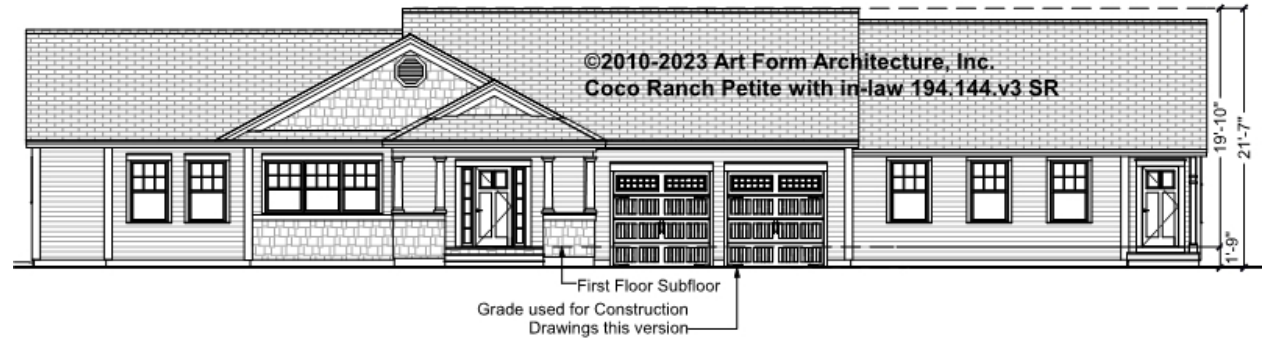 ©2010-2023 Art Form Architecture, Inc.
Coco Ranch Petite with in-law 194.144.v3 SR
19'-10"
21'-7"
1'-9"
First Floor Subfloor
Grade used for Construction
Drawings this version